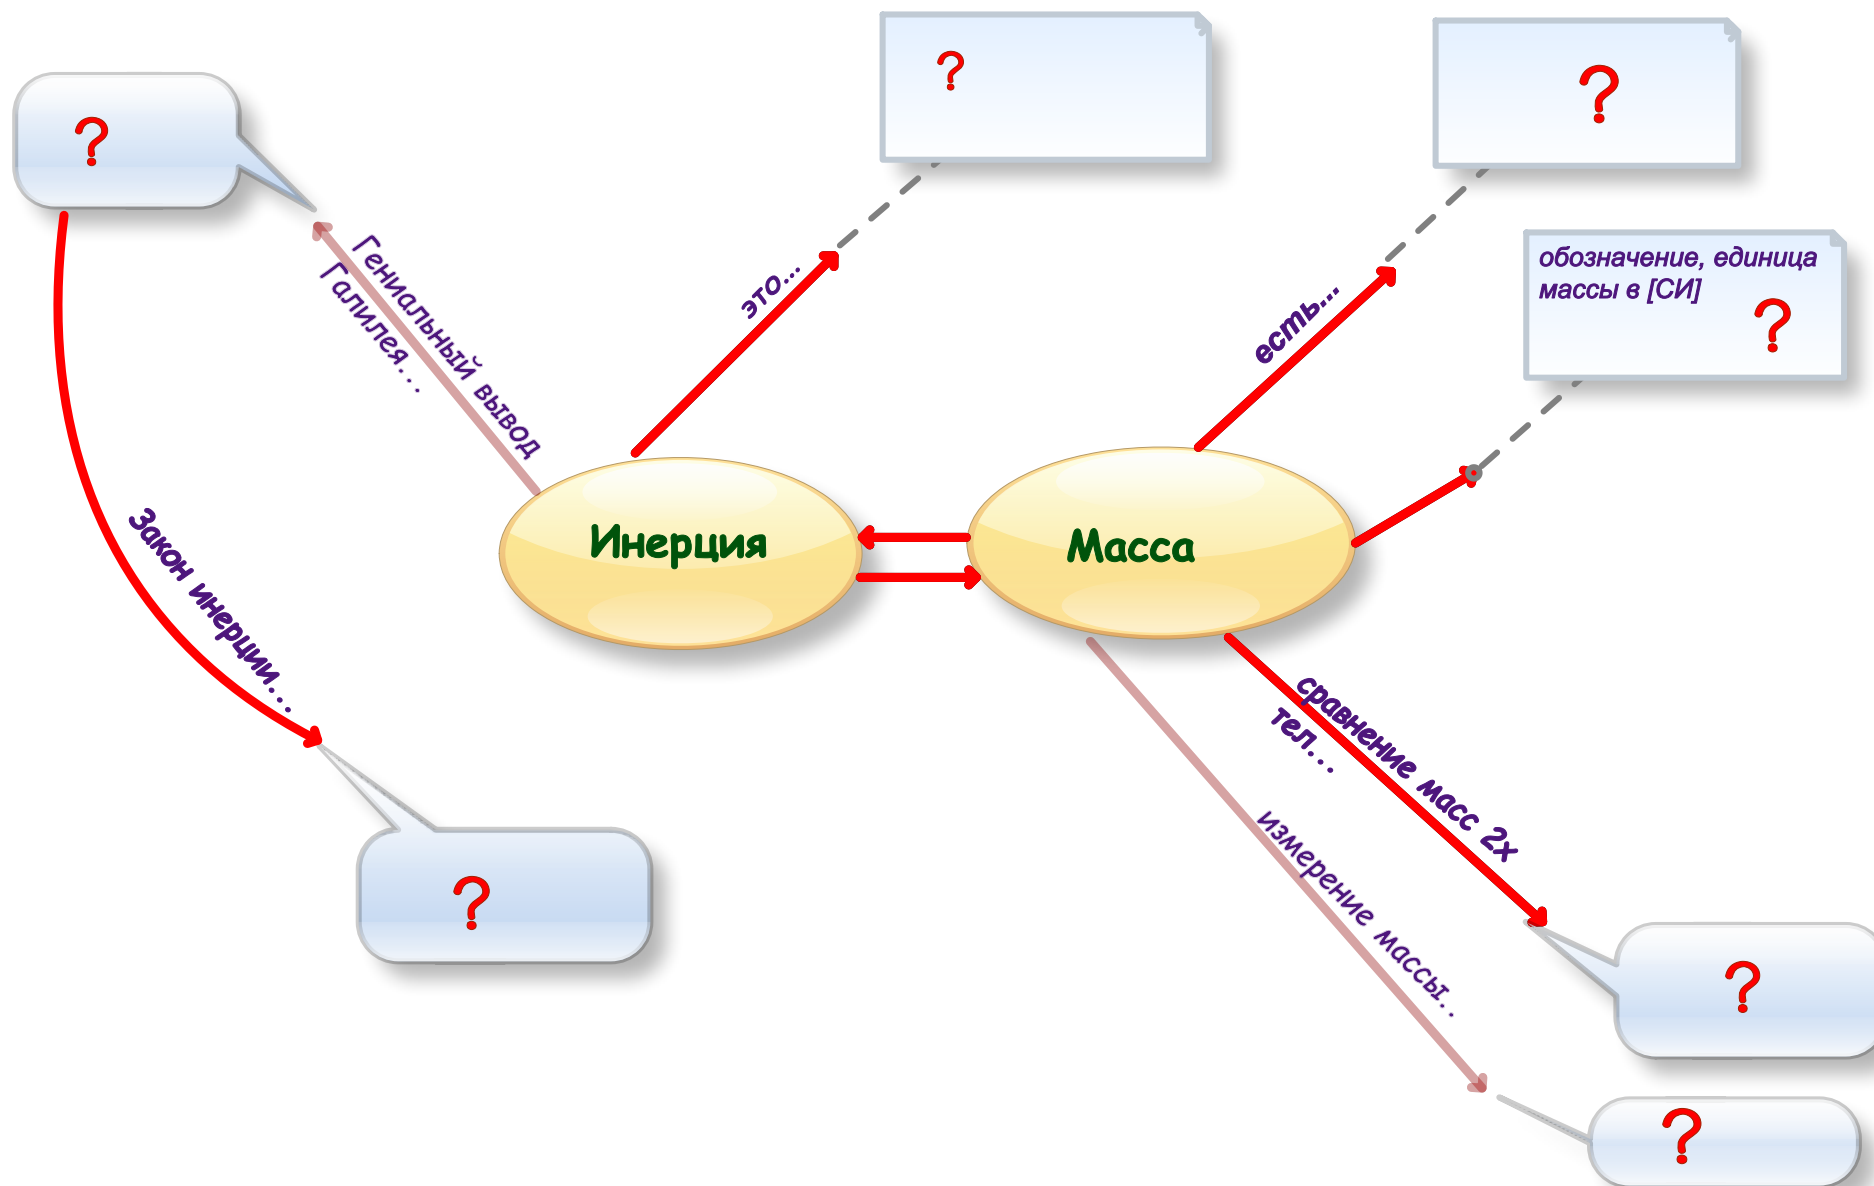 ?
?
?
обозначение, единица
массы в [СИ]
?
Гениальный вывод
Галилея...
это...
есть...
Инерция
Масса
Закон инерции...
сравнение масс 2х
тел...
измерение массы..
?
?
?